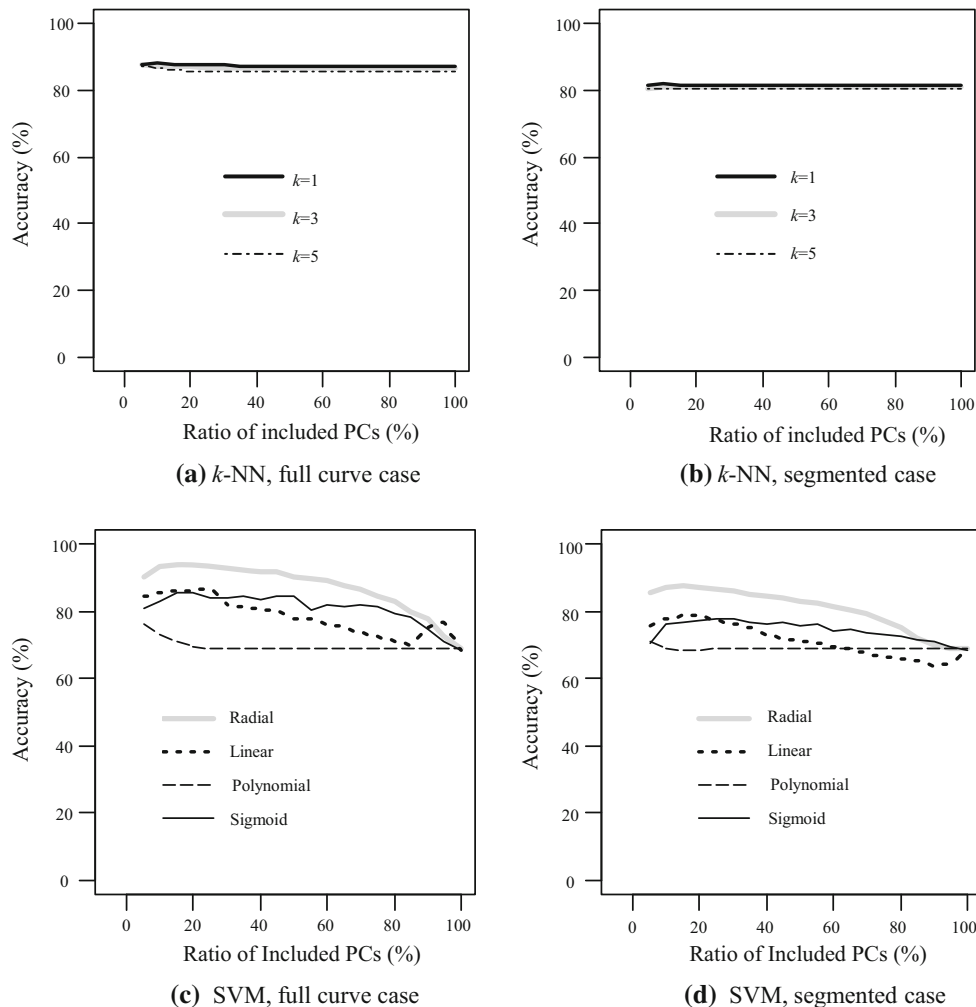 100
80
60
40
20
0
Accuracy (%)
k=1
k=3
k=5
0 20 40 60 80 100
Ratio of included PCs (%)
(a) k-NN, full curve case
100
80
60
40
20
0
Accuracy (%)
k=1
k=3
k=5
0 20 40 60 80 100
Ratio of included PCs (%)
(b) k-NN, segmented case
100
80
60
40
20
0
Accuracy (%)
Radial
Linear
Polynomial
Sigmoid
0 20 40 60 80 100
Ratio of Included PCs (%)
(c) SVM, full curve case
100
80
60
40
20
0
Accuracy (%)
Radial
Linear
Polynomial
Sigmoid
0 20 40 60 80 100
Ratio of Included PCs (%)
(d) SVM, segmented case